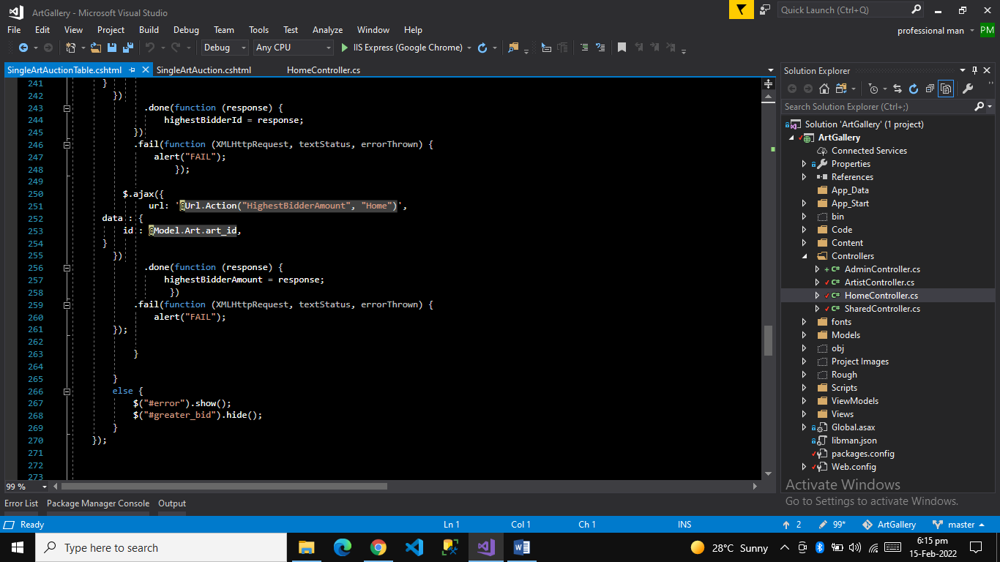 ArtGallery - Microsoft Visual Studio
Quick Launch (Ctrl+Q)
File Edit View Project Build Debug Team Tools Test Analyze Window Help
professional man PM
Debug Any CPU IIS Express (Google Chrome)
SingleArtAuctionTable.cshtml SingleArtAuction.cshtml HomeController.cs
241 }
242 })
243 .done(function (response) {
244 highestBidderId = response;
245 })
246 .fail(function (XMLHttpRequest, textStatus, errorThrown) {
247 alert("FAIL");
248 });
249
250 $.ajax({
251 url: '@Url.Action("HighestBidderAmount", "Home")',
252 data : {
253 id : @Model.Art.art_id,
254 }
255 })
256 .done(function (response) {
257 highestBidderAmount = response;
258 })
259 .fail(function (XMLHttpRequest, textStatus, errorThrown) {
260 alert("FAIL");
261 });
262
263 }
264
265 }
266 else {
267 $("#error").show();
268 $("#greater_bid").hide();
269 }
270 });
271
272
273
99 %
Solution Explorer
Search Solution Explorer (Ctrl+;)
Solution 'ArtGallery' (1 project)
ArtGallery
Connected Services
Properties
References
App_Data
App_Start
bin
Code
Content
Controllers
C# AdminController.cs
C# ArtistController.cs
C# HomeController.cs
C# SharedController.cs
fonts
Models
obj
Project Images
Rough
Scripts
ViewModels
Views
Global.asax
libman.json
packages.config
Web.config
Activate Windows
Go to Settings to activate Windows.
Error List Package Manager Console Output
Ready Ln 1 Col 1 Ch 1 INS 2 99* ArtGallery master
Type here to search
28°C Sunny
6:15 pm
15-Feb-2022